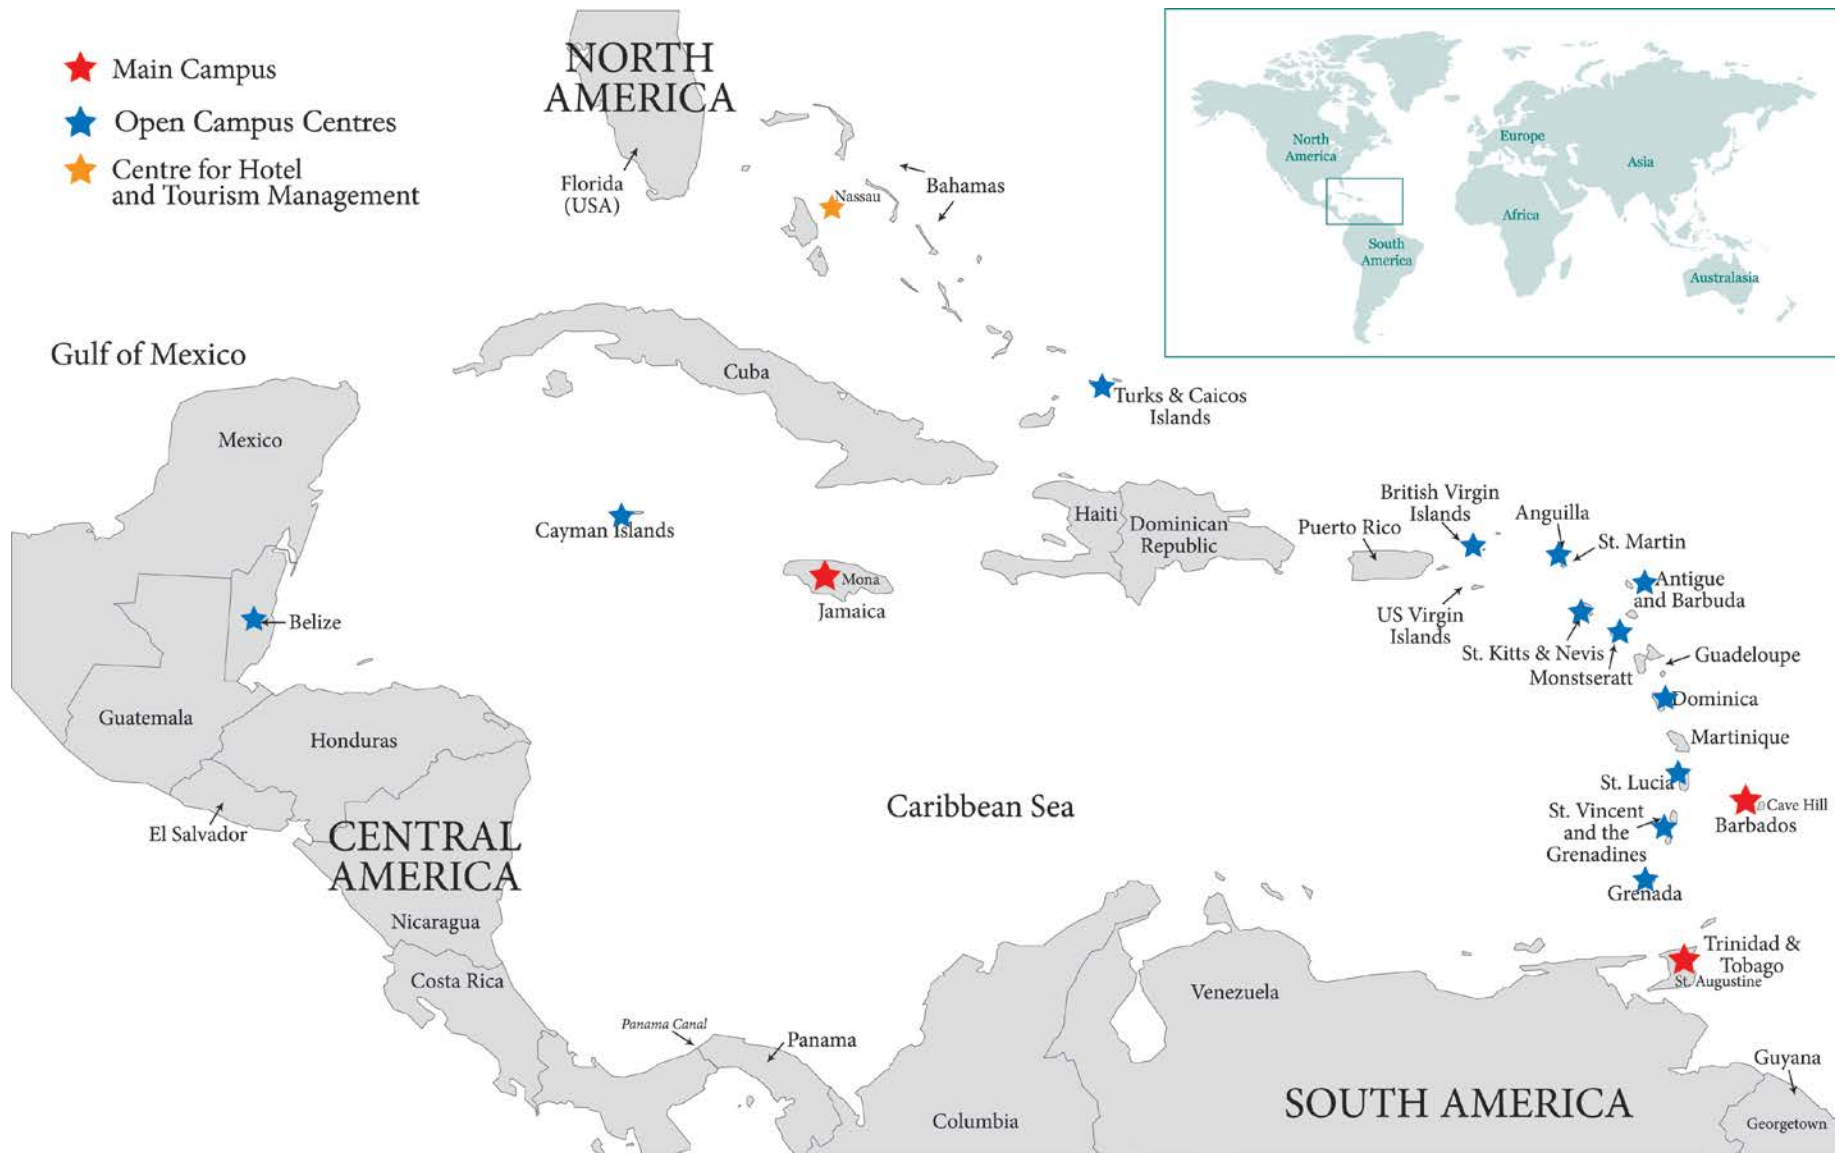 Main Campus
Open Campus Centres
Centre for Hotel
and Tourism Management
NORTH
AMERICA
Florida
(USA)
Nassau
Bahamas
North
America
Europe
Asia
Africa
South
America
Australasia
Gulf of Mexico
Cuba
Turks & Caicos
Islands
Mexico
Cayman Islands
Haiti
Dominican
Republic
Puerto Rico
British Virgin
Islands
Anguilla
St. Martin
Mona
Jamaica
US Virgin
Islands
Antigue
and Barbuda
Belize
St. Kitts & Nevis
Monstseratt
Guadeloupe
Dominica
Guatemala
Honduras
Martinique
El Salvador
Caribbean Sea
St. Lucia
St. Vincent
and the
Grenadines
Cave Hill
Barbados
CENTRAL
AMERICA
Grenada
Nicaragua
Costa Rica
Trinidad &
Tobago
St. Augustine
Venezuela
Panama Canal
Panama
Guyana
Columbia
SOUTH AMERICA
Georgetown